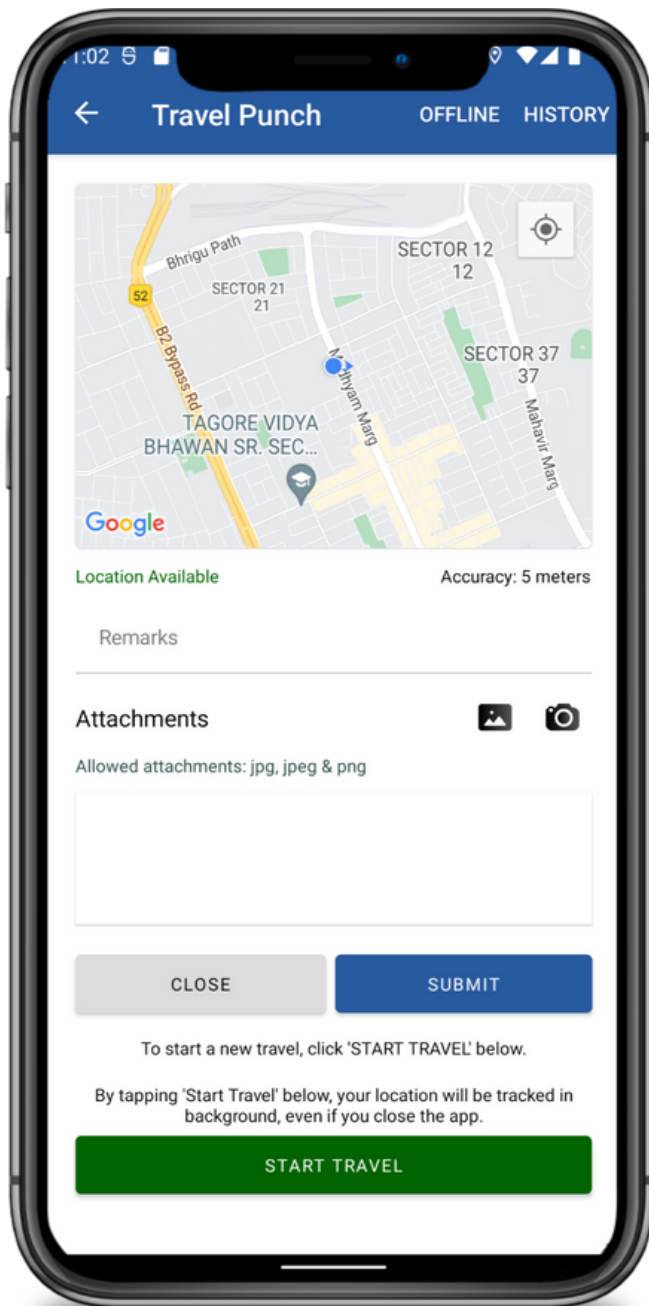 11:02
Travel Punch OFFLINE HISTORY
Bhrigu Path
SECTOR 12
12
52
SECTOR 21
21
B2 Bypass Rd
Madhyam Marg
SECTOR 37
37
Mahavir Marg
TAGORE VIDYA
BHAWAN SR. SEC...
Google
Location Available Accuracy: 5 meters
Remarks
Attachments
Allowed attachments: jpg, jpeg & png
CLOSE SUBMIT
To start a new travel, click 'START TRAVEL' below.
By tapping 'Start Travel' below, your location will be tracked in
background, even if you close the app.
START TRAVEL